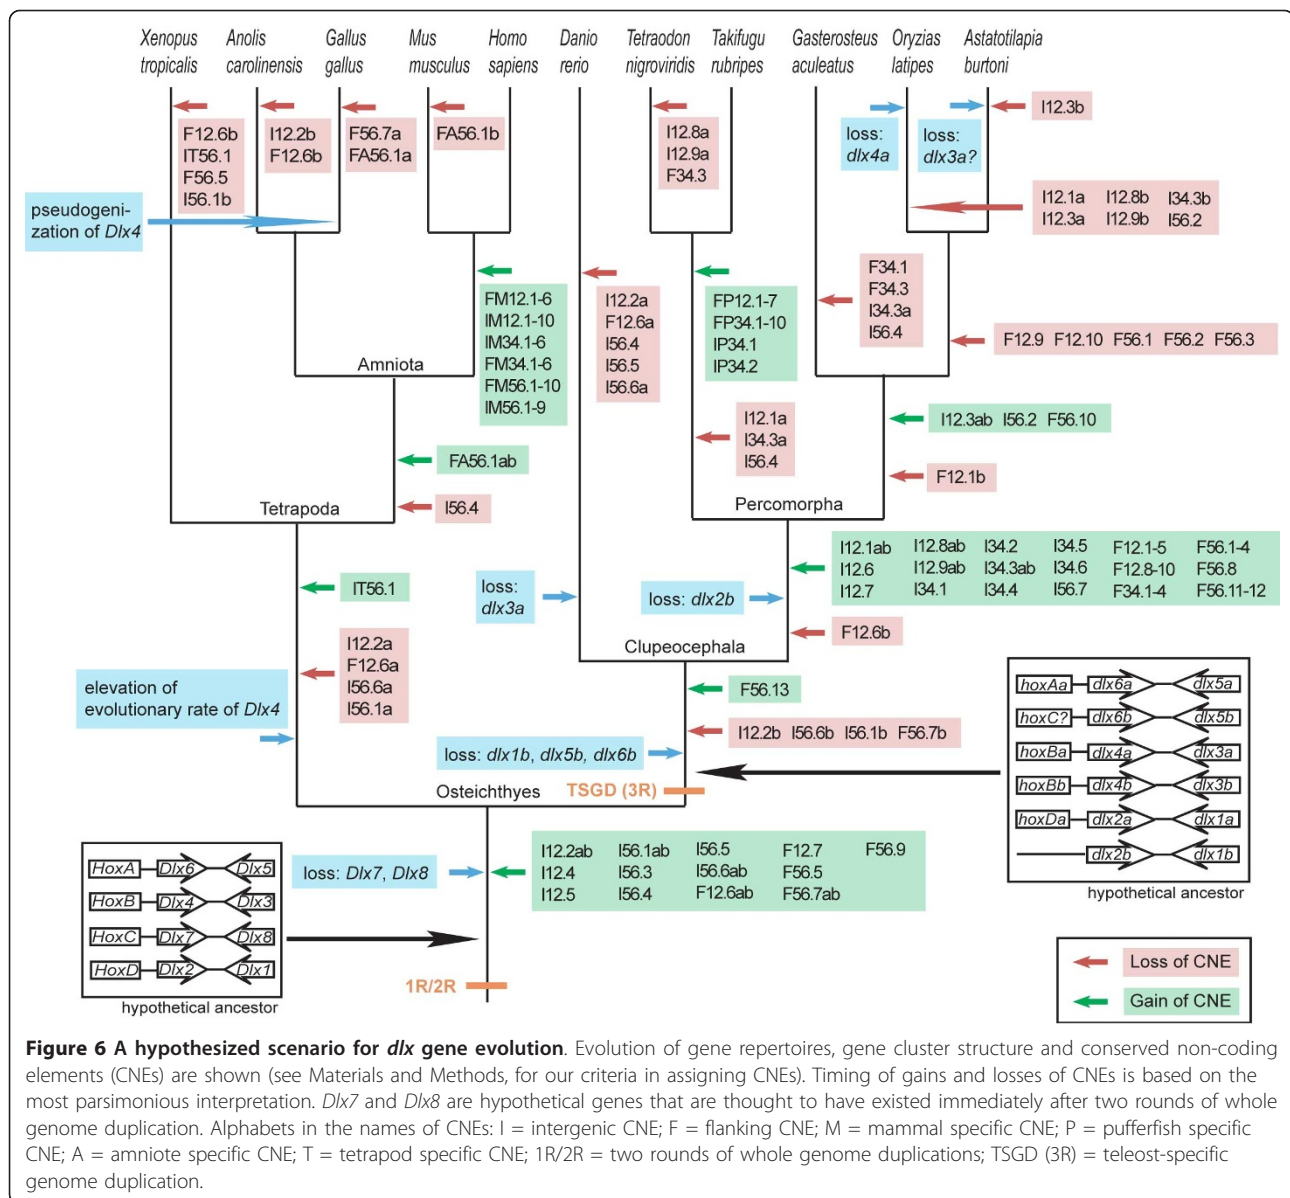 Xenopus tropicalis
Anolis carolinensis
Gallus gallus
Mus musculus
Homo sapiens
Danio rerio
Tetraodon nigroviridis
Takifugu rubripes
Gasterosteus aculeatus
Oryzias latipes
Astatotilapia burtoni
F12.6b
IT56.1
F56.5
I56.1b
I12.2b
F12.6b
F56.7a
FA56.1a
FA56.1b
I12.8a
I12.9a
F34.3
loss:
dlx4a
loss:
dlx3a?
I12.3b
pseudogeni-
zation of Dlx4
I12.1a I12.8b I34.3b
I12.3a I12.9b I56.2
FM12.1-6
IM12.1-10
IM34.1-6
FM34.1-6
FM56.1-10
IM56.1-9
I12.2a
F12.6a
I56.4
I56.5
I56.6a
FP12.1-7
FP34.1-10
IP34.1
IP34.2
F34.1
F34.3
I34.3a
I56.4
F12.9 F12.10 F56.1 F56.2 F56.3
Amniota
I12.1a
I34.3a
I56.4
I12.3ab I56.2 F56.10
FA56.1ab
F12.1b
I56.4
Tetrapoda
Percomorpha
I12.1ab I12.8ab I34.2 I34.5 F12.1-5 F56.1-4
I12.6 I12.9ab I34.3ab I34.6 F12.8-10 F56.8
I12.7 I34.1 I34.4 I56.7 F34.1-4 F56.11-12
IT56.1
loss:
dlx3a
loss: dlx2b
F12.6b
I12.2a
F12.6a
I56.6a
I56.1a
Clupeocephala
elevation of
evolutionary rate of Dlx4
F56.13
I12.2b I56.6b I56.1b F56.7b
loss: dlx1b, dlx5b, dlx6b
TSGD (3R)
Osteichthyes
hoxAa dlx6a dlx5a
hoxC? dlx6b dlx5b
hoxBa dlx4a dlx3a
hoxBb dlx4b dlx3b
hoxDa dlx2a dlx1a
dlx2b dlx1b
hypothetical ancestor
I12.2ab I56.1ab I56.5 F12.7 F56.9
I12.4 I56.3 I56.6ab F56.5
I12.5 I56.4 F12.6ab F56.7ab
loss: Dlx7, Dlx8
HoxA Dlx6 Dlx5
HoxB Dlx4 Dlx3
HoxC Dlx7 Dlx8
HoxD Dlx2 Dlx1
hypothetical ancestor
1R/2R
Loss of CNE
Gain of CNE
Figure 6 A hypothesized scenario for dlx gene evolution. Evolution of gene repertoires, gene cluster structure and conserved non-coding
elements (CNEs) are shown (see Materials and Methods, for our criteria in assigning CNEs). Timing of gains and losses of CNEs is based on the
most parsimonious interpretation. Dlx7 and Dlx8 are hypothetical genes that are thought to have existed immediately after two rounds of whole
genome duplication. Alphabets in the names of CNEs: I = intergenic CNE; F = flanking CNE; M = mammal specific CNE; P = pufferfish specific
CNE; A = amniote specific CNE; T = tetrapod specific CNE; 1R/2R = two rounds of whole genome duplications; TSGD (3R) = teleost-specific
genome duplication.